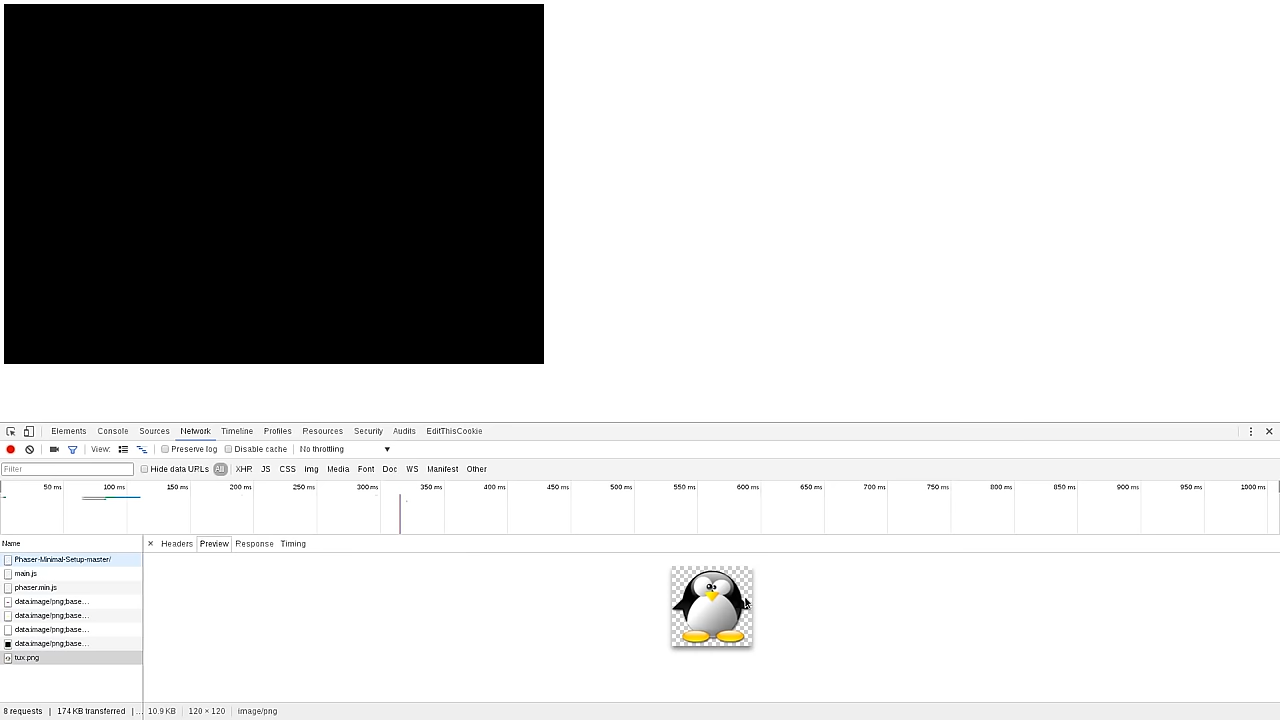 Elements Console Sources Network Timeline Profiles Resources Security Audits EditThisCookie
View: Preserve log Disable cache No throttling
Filter Hide data URLs All XHR JS CSS Img Media Font Doc WS Manifest Other
50 ms 100 ms 150 ms 200 ms 250 ms 300 ms 350 ms 400 ms 450 ms 500 ms 550 ms 600 ms 650 ms 700 ms 750 ms 800 ms 850 ms 900 ms 950 ms 1000 ms
Name Headers Preview Response Timing
Phaser-Minimal-Setup-master/
main.js
phaser.min.js
data:image/png;base…
data:image/png;base…
data:image/png;base…
data:image/png;base…
tux.png
8 requests | 174 KB transferred | … 10.9 KB 120 × 120 image/png